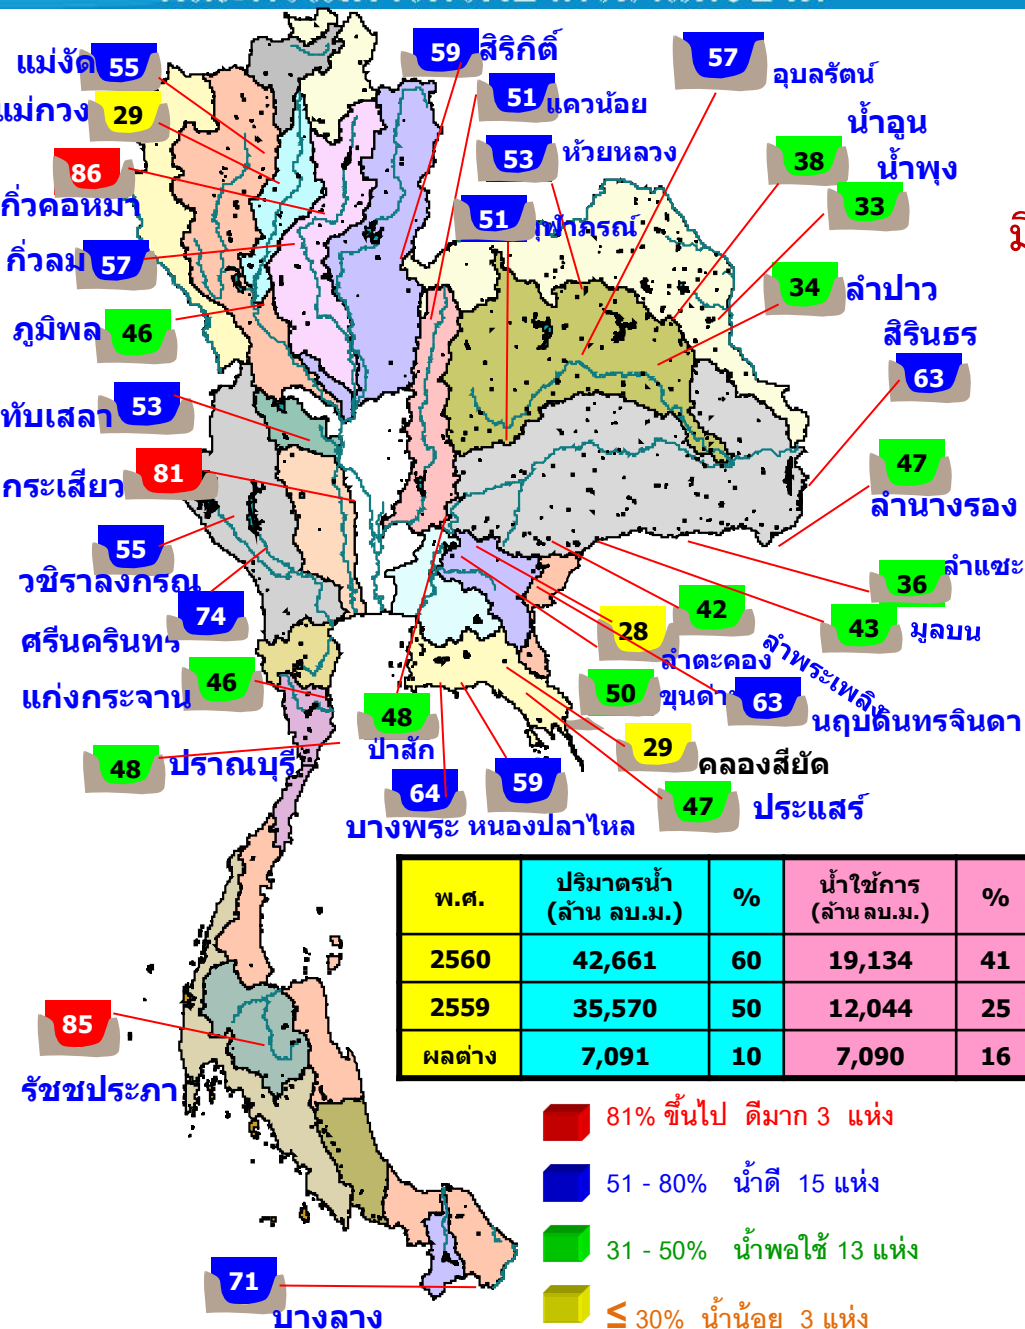 59 สิริกิติ์
57 อุบลรัตน์
แม่งัด 55
51 แควน้อย
แม่กวง 29
น้ำอูน
38
53 ห้วยหลวง
น้ำพุง
86
33
กิ่วคอหมา
51 จุฬาภรณ์
กิ่วลม 57
34 ลำปาว
ภูมิพล 46
สิรินธร
63
ทับเสลา 53
47
กระเสียว 81
ลำนางรอง
55
วชิราลงกรณ
36 ลำแซะ
74
42
43 มูลบน
ศรีนครินทร์
28
ลำตะคอง
ลำพระเพลิง
แก่งกระจาน 46
50
63
นฤบดินทรจินดา
48
ป่าสัก
29
คลองสียัด
48 ปราณบุรี
64
59
47 ประแสร์
บางพระ หนองปลาไหล
พ.ศ. ปริมาตรน้ำ (ล้าน ลบ.ม.) % น้ำใช้การ (ล้าน ลบ.ม.) %
2560 42,661 60 19,134 41
2559 35,570 50 12,044 25
ผลต่าง 7,091 10 7,090 16
85
รัชชประภา
81% ขึ้นไป ดีมาก 3 แห่ง
51 - 80% น้ำดี 15 แห่ง
31 - 50% น้ำพอใช้ 13 แห่ง
≤ 30% น้ำน้อย 3 แห่ง
71
บางลาง